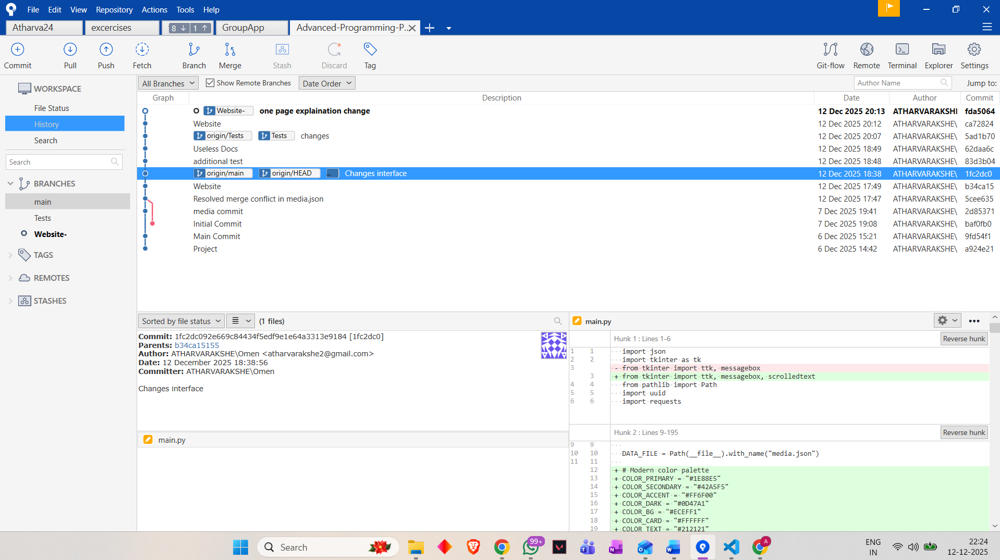 File Edit View Repository Actions Tools Help
Atharva24 excercises 8 ↓ 1 ↑ GroupApp Advanced-Programming-P...
Commit Pull Push Fetch Branch Merge Stash Discard Tag Git-flow Remote Terminal Explorer Settings
WORKSPACE
File Status
History
Search
Search
BRANCHES
main
Tests
Website-
TAGS
REMOTES
STASHES
All Branches Show Remote Branches Date Order Author Name Jump to:
Graph Description Date Author Commit
Website- one page explaination change 12 Dec 2025 20:13 ATHARVARAKSHI fda5064
Website 12 Dec 2025 20:12 ATHARVARAKSHE\ ca72824
origin/Tests Tests changes 12 Dec 2025 20:07 ATHARVARAKSHE\ 5ad1b70
Useless Docs 12 Dec 2025 18:49 ATHARVARAKSHE\ 62daa6c
additional test 12 Dec 2025 18:48 ATHARVARAKSHE\ 83d3b04
origin/main origin/HEAD ... Changes interface 12 Dec 2025 18:38 ATHARVARAKSHE\ 1fc2dc0
Website 12 Dec 2025 17:49 ATHARVARAKSHE\ b34ca15
Resolved merge conflict in media.json 12 Dec 2025 17:47 ATHARVARAKSHE\ 5cee635
media commit 7 Dec 2025 19:41 ATHARVARAKSHE\ 2d85371
Initial Commit 7 Dec 2025 19:08 ATHARVARAKSHE\ baf0fb0
Main Commit 6 Dec 2025 15:21 ATHARVARAKSHE\ 9fd54f1
Project 6 Dec 2025 14:42 ATHARVARAKSHE\ a924e21
Sorted by file status (1 files)
Commit: 1fc2dc092e669c84434f5edf9e1e64a3313e9184 [1fc2dc0]
Parents: b34ca15155
Author: ATHARVARAKSHE\Omen <atharvarakshe2@gmail.com>
Date: 12 December 2025 18:38:56
Committer: ATHARVARAKSHE\Omen
Changes interface
main.py
main.py
Hunk 1 : Lines 1-6 Reverse hunk
1 1 import json
2 2 import tkinter as tk
3 - from tkinter import ttk, messagebox
3 + from tkinter import ttk, messagebox, scrolledtext
4 4 from pathlib import Path
5 5 import uuid
6 6 import requests
Hunk 2 : Lines 9-195 Reverse hunk
9 9
10 10 DATA_FILE = Path(__file__).with_name("media.json")
11 11
12 + # Modern color palette
13 + COLOR_PRIMARY = "#1E88E5"
14 + COLOR_SECONDARY = "#42A5F5"
15 + COLOR_ACCENT = "#FF6F00"
16 + COLOR_DARK = "#0D47A1"
17 + COLOR_BG = "#ECEFF1"
18 + COLOR_CARD = "#FFFFFF"
19 + COLOR_TEXT = "#212121"
Search 99+ A
ENG
IN
22:24
12-12-2025